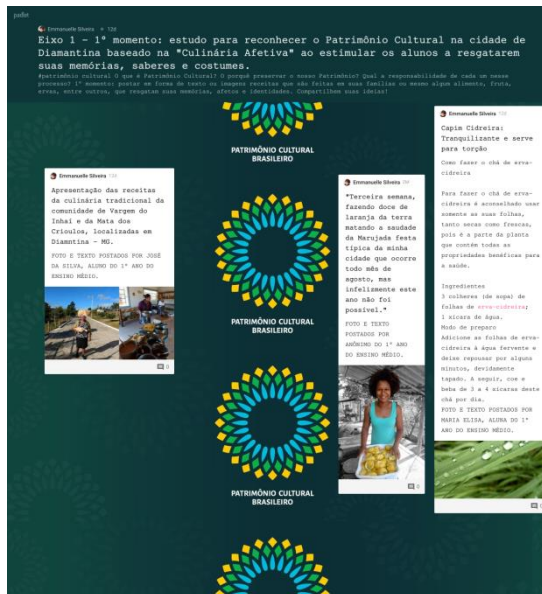 padlet
Emmanuelle Silveira + 12d
Eixo 1 - 1º momento: estudo para reconhecer o Patrimônio Cultural na cidade de
Diamantina baseado na "Culinária Afetiva" ao estimular os alunos a resgatarem
suas memórias, saberes e costumes.
#patrimônio cultural O que é Patrimônio Cultural? O porquê preservar o nosso Patrimônio? Qual a responsabilidade de cada um nesse
processo? 1º momento: postar em forma de texto ou imagens receitas que são feitas em suas famílias ou mesmo algum alimento, fruta,
ervas, entre outros, que resgatam suas memórias, afetos e identidades. Compartilhem suas ideias!
PATRIMÔNIO CULTURAL
BRASILEIRO
Emmanuelle Silveira 12d
Apresentação das receitas
da culinária tradicional da
comunidade de Vargem do
Inhaí e da Mata dos
Crioulos, localizadas em
Diamntina - MG.
FOTO E TEXTO POSTADOS POR JOSÉ
DA SILVA, ALUNO DO 1º ANO DO
ENSINO MÉDIO.
0
PATRIMÔNIO CULTURAL
BRASILEIRO
PATRIMÔNIO CULTURAL
BRASILEIRO
Emmanuelle Silveira
"Terceira semana,
fazendo doce de
laranja da terra
matando a saudade
da Marujada festa
típica da minha
cidade que ocorre
todo mês de
agosto, mas
infelizmente este
ano não foi
possível."
FOTO E TEXTO
POSTADOS POR
ANÔNIMO DO 1º ANO
DO ENSINO MÉDIO.
0
Emmanuelle Silveira 12d
Capim Cidreira:
Tranquilizante e serve
para torção
Como fazer o chá de erva-
cidreira
Para fazer o chá de erva-
cidreira é aconselhado usar
somente as suas folhas,
tanto secas como frescas,
pois é a parte da planta
que contém todas as
propriedades benéficas para
a saúde.
Ingredientes
3 colheres (de sopa) de
folhas de erva-cidreira;
1 xícara de água.
Modo de preparo
Adicione as folhas de erva-
cidreira à água fervente e
deixe repousar por alguns
minutos, devidamente
tapado. A seguir, coe e
beba de 3 a 4 xícaras deste
chá por dia.
FOTO E TEXTO POSTADOS POR
MARIA ELISA, ALUNA DO 1º
ANO DO ENSINO MÉDIO.
0